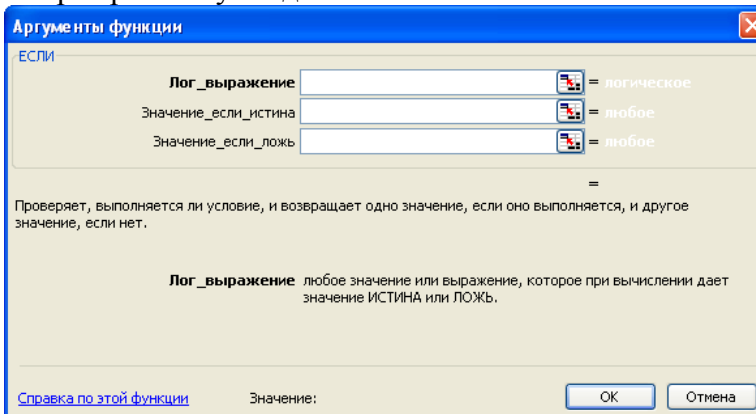 Аргументы функции
ЕСЛИ
Лог_выражение = логическое
Значение_если_истина = любое
Значение_если_ложь = любое
=
Проверяет, выполняется ли условие, и возвращает одно значение, если оно выполняется, и другое
значение, если нет.
Лог_выражение любое значение или выражение, которое при вычислении дает
значение ИСТИНА или ЛОЖЬ.
Справка по этой функции Значение: ОК Отмена